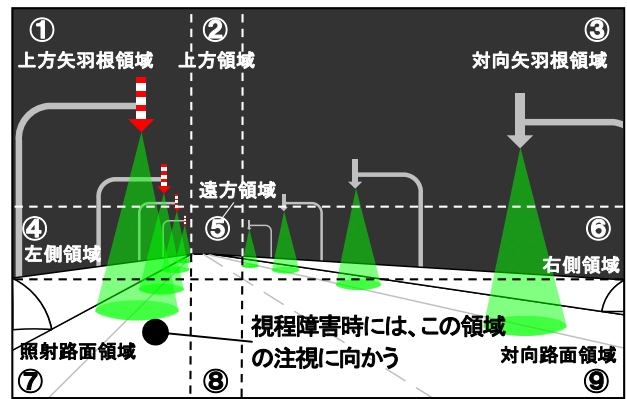 ① ② ③
上方矢羽根領域 上方領域 対向矢羽根領域
遠方領域
④ ⑤ ⑥
左側領域 右側領域
視程障害時には、この領域
の注視に向かう
照射路面領域 対向路面領域
⑦ ⑧ ⑨